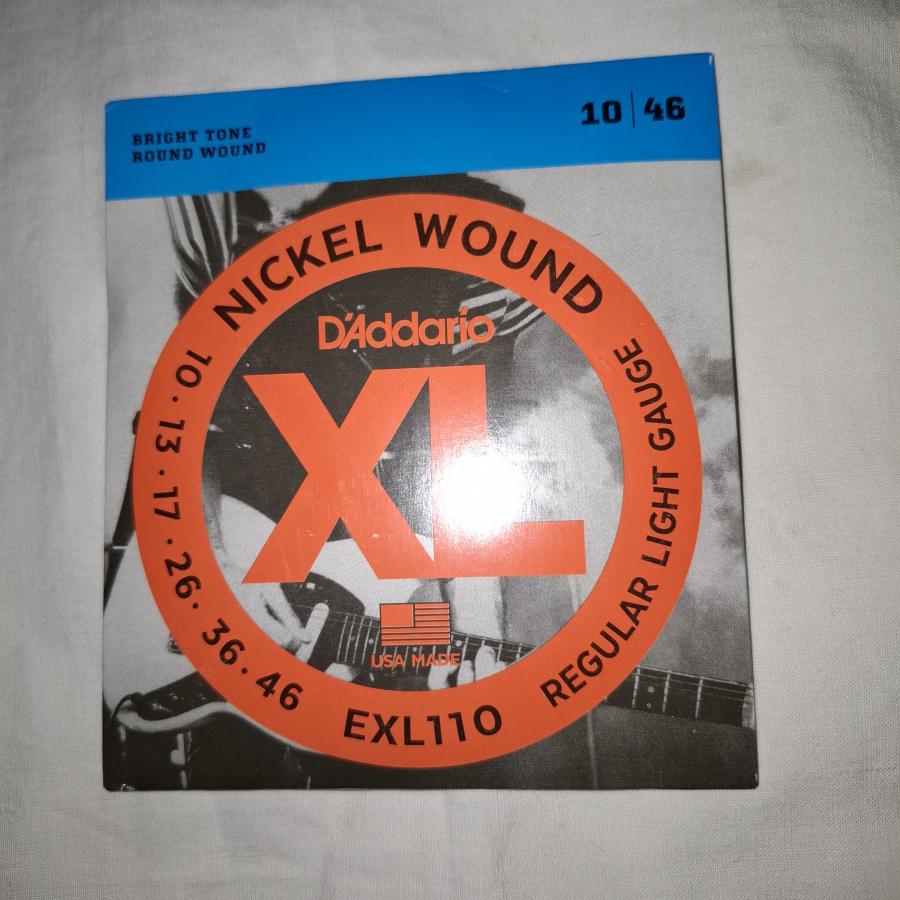 BRIGHT TONE
ROUND WOUND
10 | 46
NICKEL WOUND
D'Addario
XL
10 · 13 · 17 · 26 · 36 · 46
REGULAR LIGHT GAUGE
USA MADE
EXL110